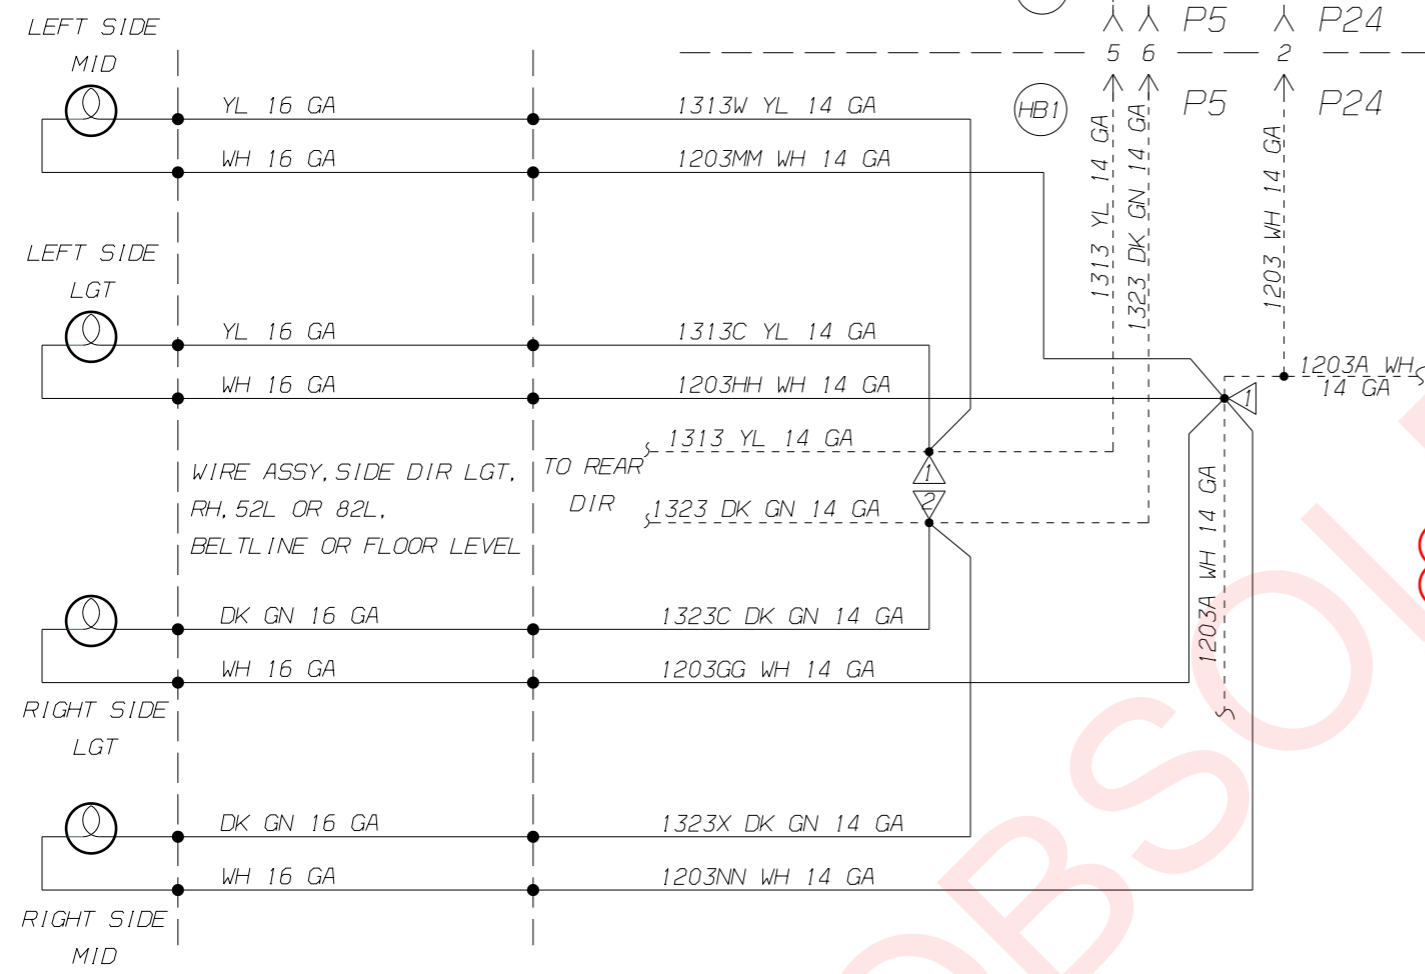 LEFT SIDE
MID
YL 16 GA
1313W YL 14 GA
WH 16 GA
1203MM WH 14 GA
P5
P24
5
6
2
HB1
P5
P24
1313 YL 14 GA
1323 DK GN 14 GA
1203 WH 14 GA
LEFT SIDE
LGT
YL 16 GA
1313C YL 14 GA
WH 16 GA
1203HH WH 14 GA
1203A WH
14 GA
1
1313 YL 14 GA
TO REAR
DIR
1
2
1323 DK GN 14 GA
WIRE ASSY, SIDE DIR LGT,
RH, 52L OR 82L,
BELTLINE OR FLOOR LEVEL
1203A WH 14 GA
DK GN 16 GA
1323C DK GN 14 GA
WH 16 GA
1203GG WH 14 GA
RIGHT SIDE
LGT
DK GN 16 GA
1323X DK GN 14 GA
WH 16 GA
1203NN WH 14 GA
RIGHT SIDE
MID
OBSOL